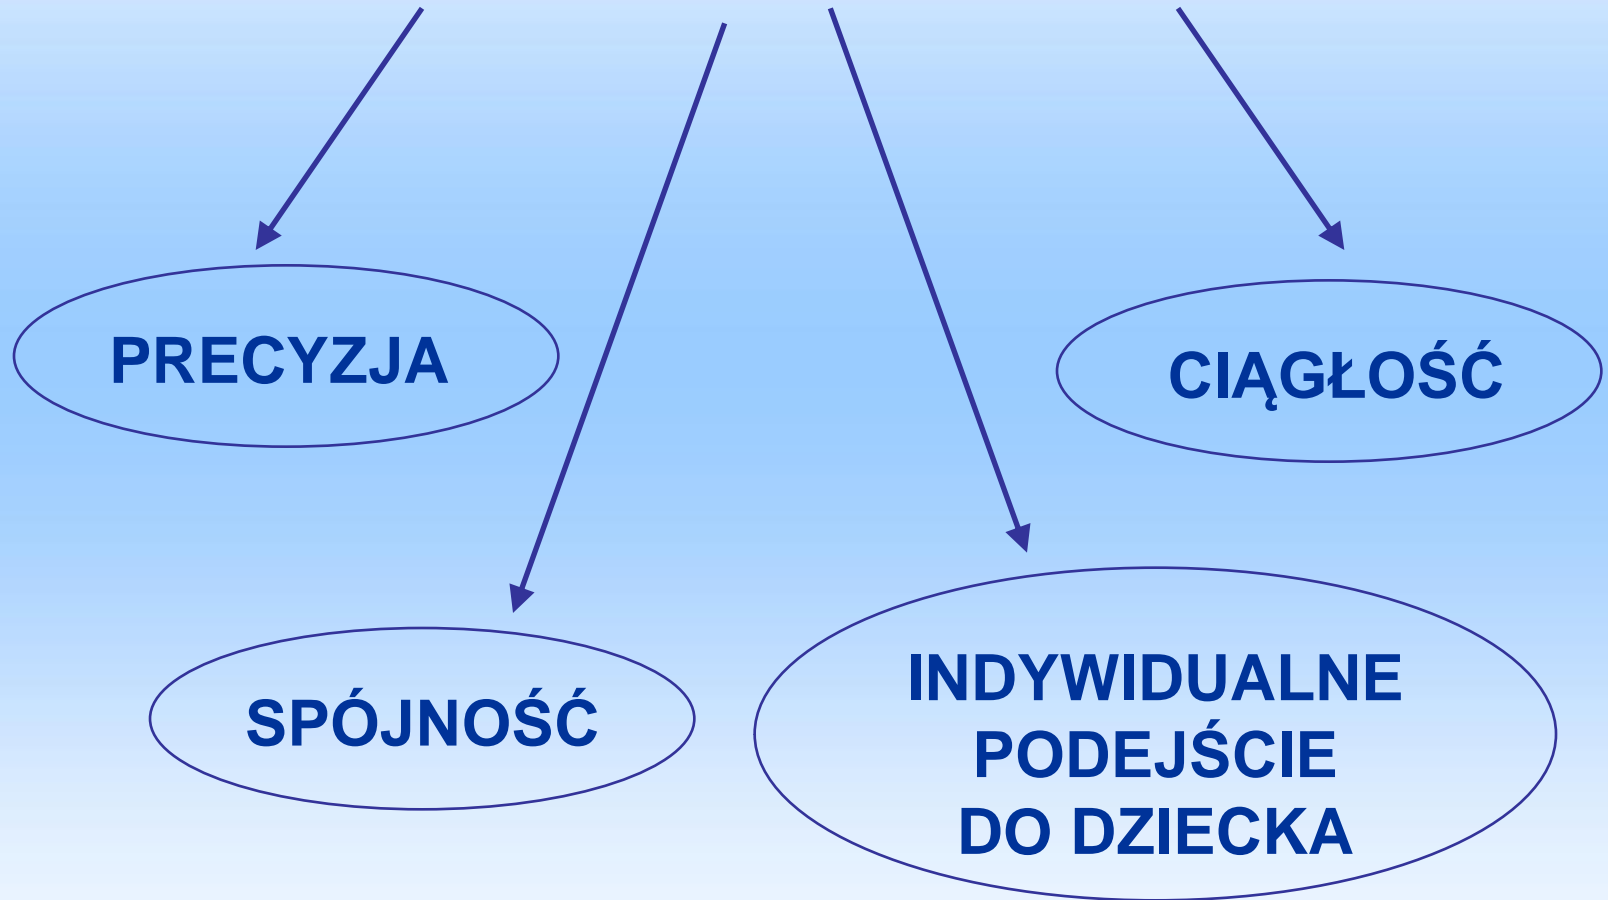 PRECYZJA
CIĄGŁOŚĆ
SPÓJNOŚĆ
INDYWIDUALNE
PODEJŚCIE
DO DZIECKA